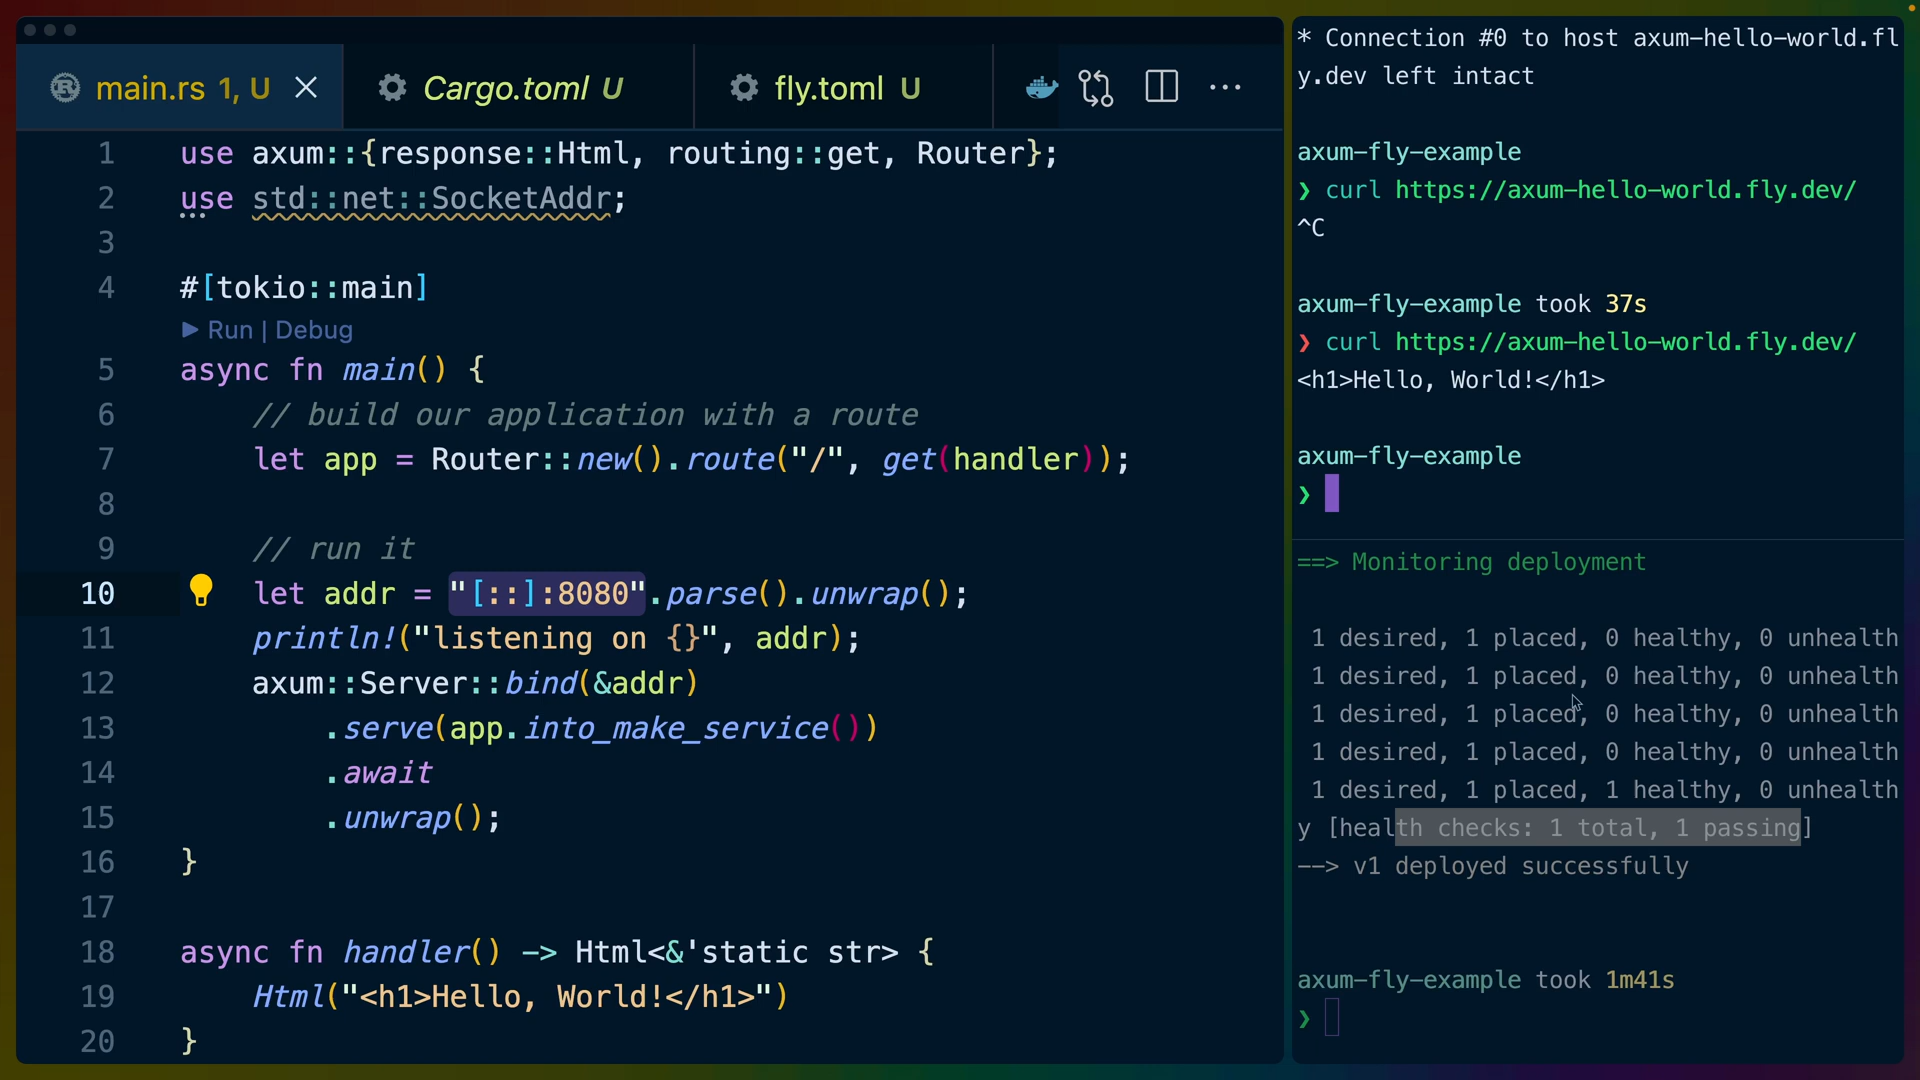 main.rs 1, U
Cargo.toml U
fly.toml U
1 use axum::{response::Html, routing::get, Router};
2 use std::net::SocketAddr;
3
4 #[tokio::main]
Run | Debug
5 async fn main() {
6 // build our application with a route
7 let app = Router::new().route("/", get(handler));
8
9 // run it
10 let addr = "[::]:8080".parse().unwrap();
11 println!("listening on {}", addr);
12 axum::Server::bind(&addr)
13 .serve(app.into_make_service())
14 .await
15 .unwrap();
16 }
17
18 async fn handler() -> Html<&'static str> {
19 Html("<h1>Hello, World!</h1>")
20 }
* Connection #0 to host axum-hello-world.fl
y.dev left intact
axum-fly-example
❯ curl https://axum-hello-world.fly.dev/
^C
axum-fly-example took 37s
❯ curl https://axum-hello-world.fly.dev/
<h1>Hello, World!</h1>
axum-fly-example
❯
==> Monitoring deployment
1 desired, 1 placed, 0 healthy, 0 unhealth
1 desired, 1 placed, 0 healthy, 0 unhealth
1 desired, 1 placed, 0 healthy, 0 unhealth
1 desired, 1 placed, 0 healthy, 0 unhealth
1 desired, 1 placed, 1 healthy, 0 unhealth
y [health checks: 1 total, 1 passing]
--> v1 deployed successfully
axum-fly-example took 1m41s
❯